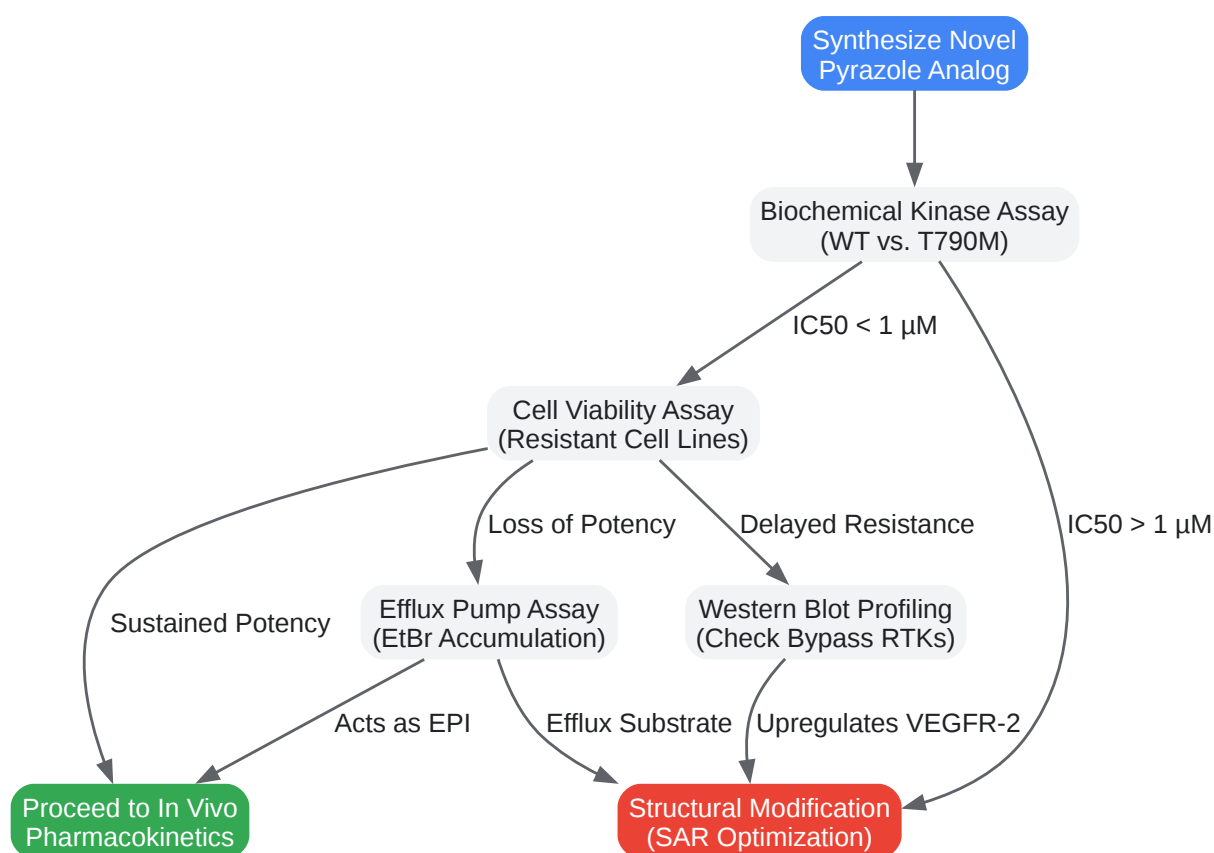 Synthesize Novel
Pyrazole Analog
Biochemical Kinase Assay
(WT vs. T790M)
IC50 < 1 µM
Cell Viability Assay
(Resistant Cell Lines)
Loss of Potency
Delayed Resistance
IC50 > 1 µM
Sustained Potency
Efflux Pump Assay
(EtBr Accumulation)
Western Blot Profiling
(Check Bypass RTKs)
Acts as EPI
Efflux Substrate
Upregulates VEGFR-2
Proceed to In Vivo
Pharmacokinetics
Structural Modification
(SAR Optimization)